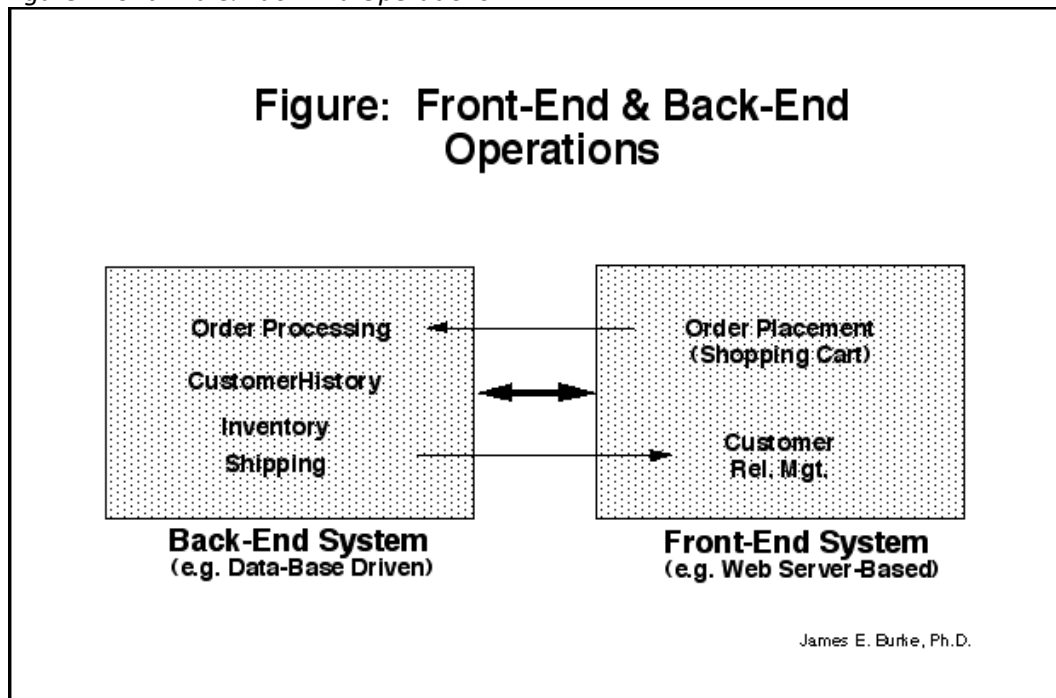 Figure: Front-End & Back-End
Operations
Order Processing
CustomerHistory
Inventory
Shipping
Order Placement
(Shopping Cart)
Customer
Rel. Mgt.
Back-End System
(e.g. Data-Base Driven)
Front-End System
(e.g. Web Server-Based)
James E. Burke, Ph.D.